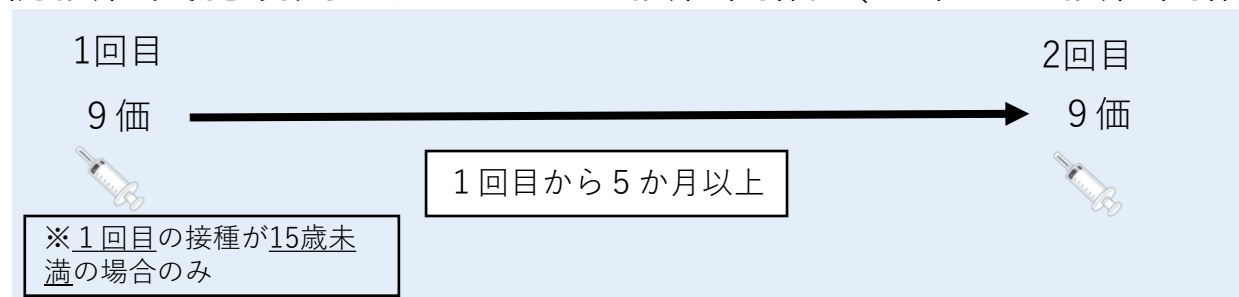 1回目
2回目
9価
9価
1回目から5か月以上
※1回目の接種が15歳未
満の場合のみ